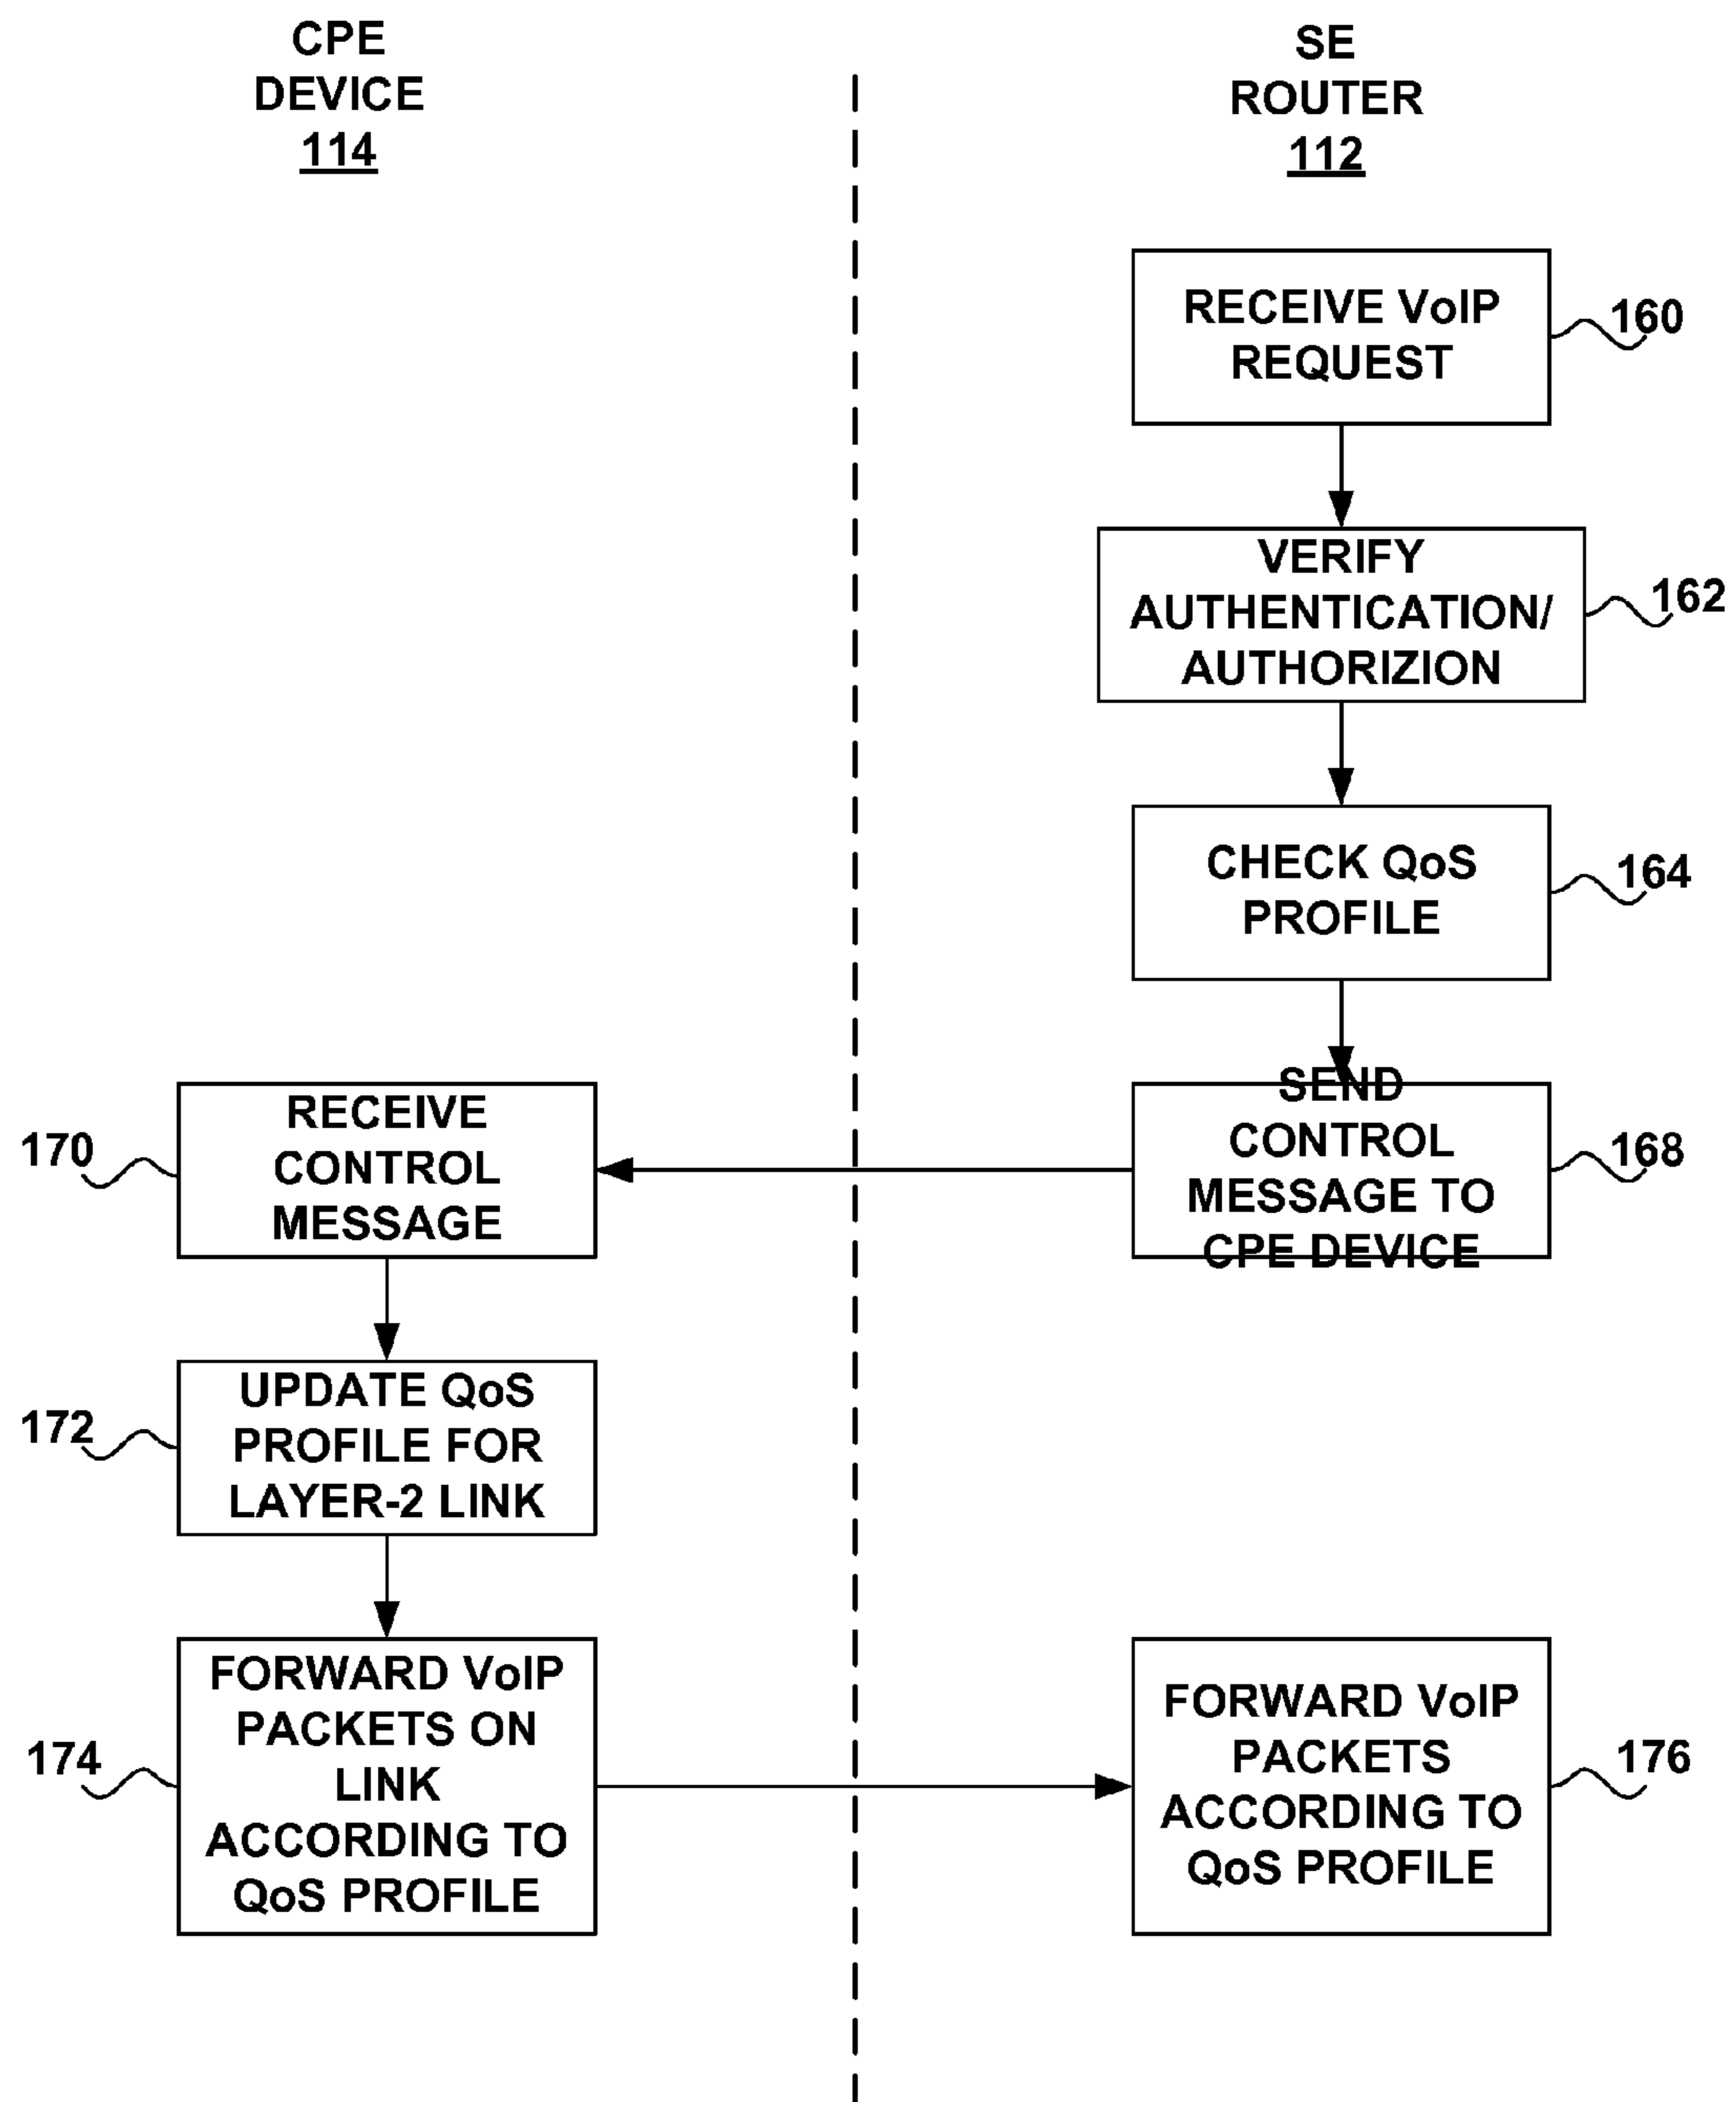 CPE
DEVICE
114
SE
ROUTER
112
RECEIVE VoIP
REQUEST
160
VERIFY
AUTHENTICATION/
AUTHORIZION
162
CHECK QoS
PROFILE
164
SEND
CONTROL
MESSAGE TO
CPE DEVICE
168
RECEIVE
CONTROL
MESSAGE
170
UPDATE QoS
PROFILE FOR
LAYER-2 LINK
172
FORWARD VoIP
PACKETS ON
LINK
ACCORDING TO
QoS PROFILE
174
FORWARD VoIP
PACKETS
ACCORDING TO
QoS PROFILE
176